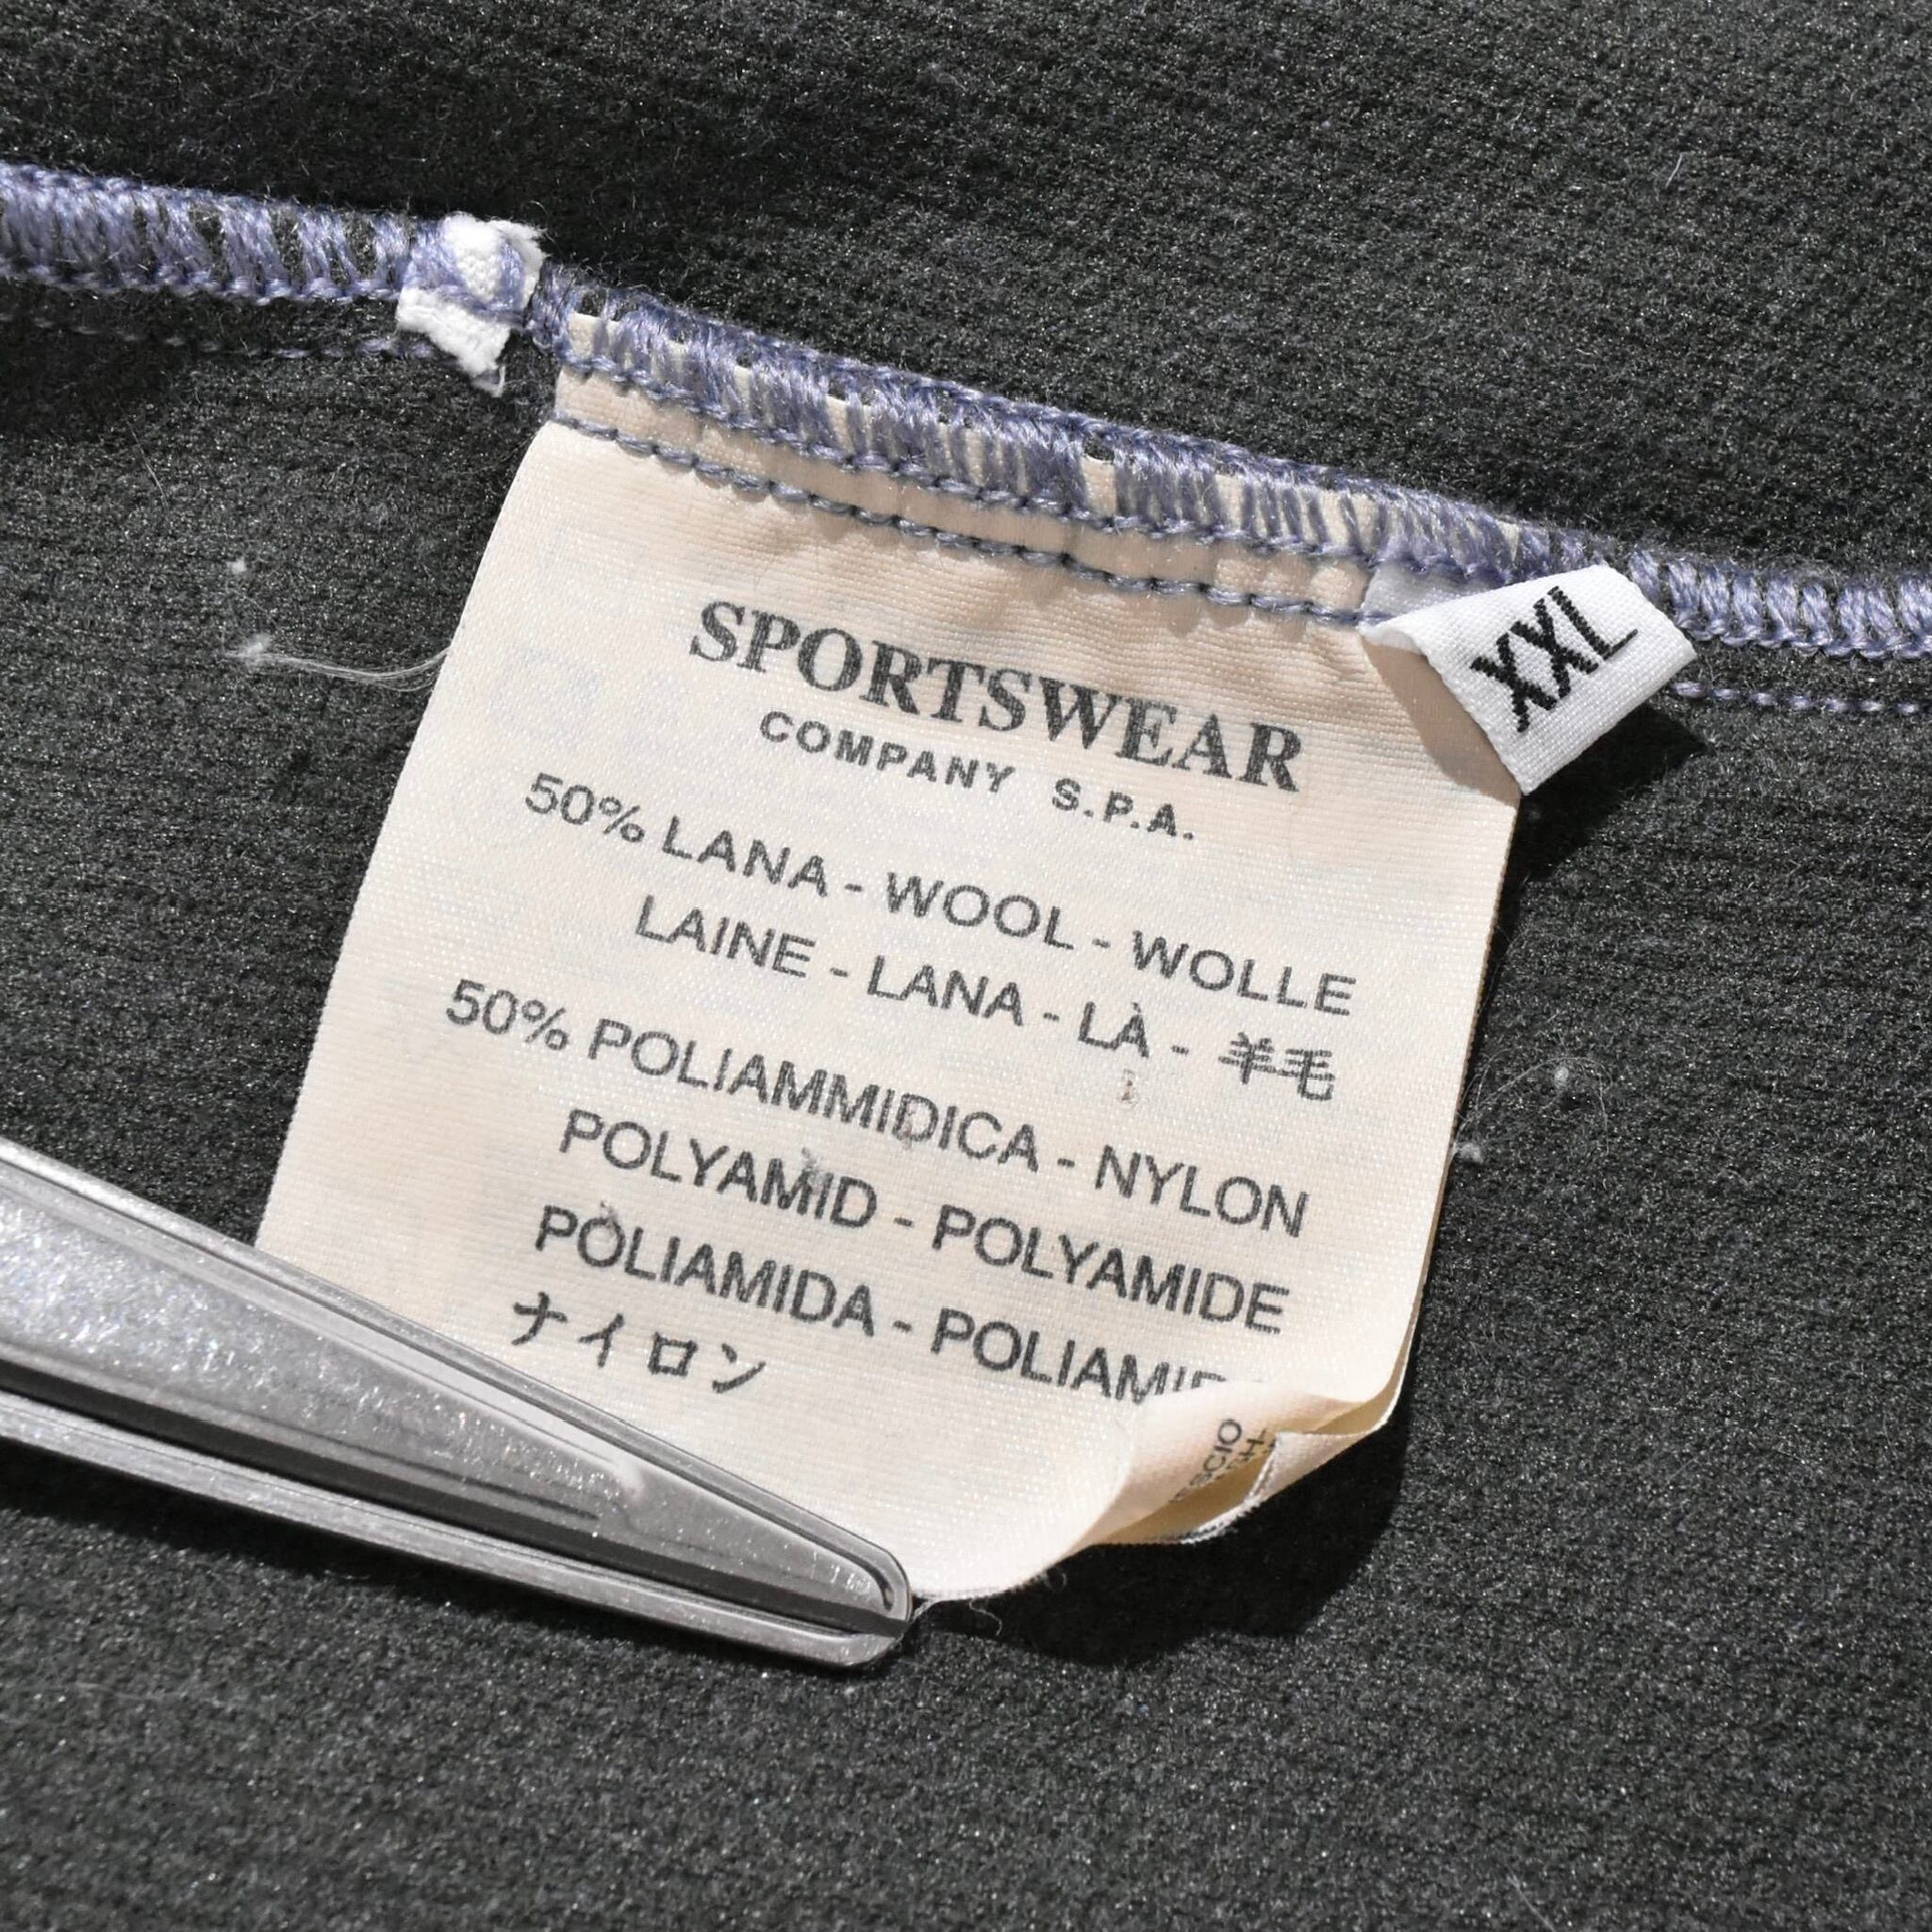 XXL
SPORTSWEAR
COMPANY S.P.A.
50% LANA - WOOL - WOLLE
LAINE - LANA - LÀ - 羊毛
50% POLIAMMIDICA - NYLON
POLYAMID - POLYAMIDE
POLIAMIDA -
ナイロン